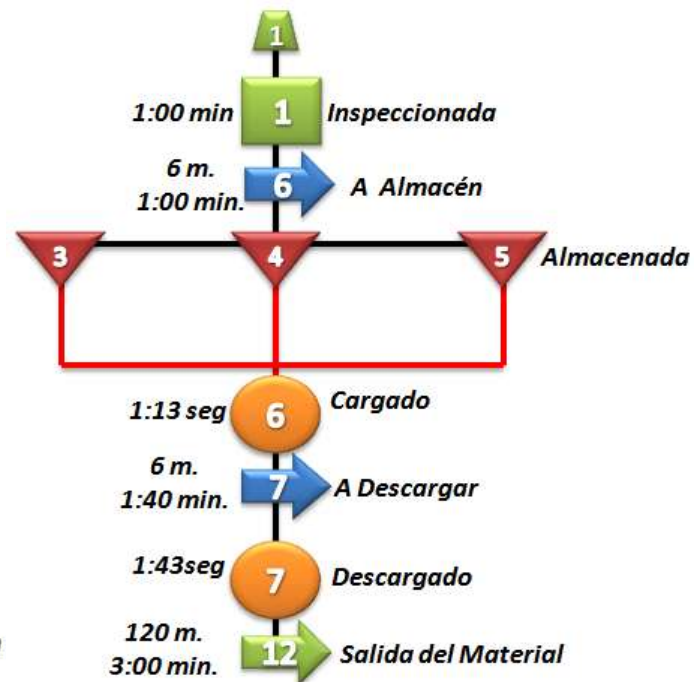 1
1:00 min 1 Inspeccionada
6 m.
1:00 min. 6 A Almacén
3 4 5 Almacenada
1:13 seg 6 Cargado
6 m.
1:40 min. 7 A Descargar
1:43seg 7 Descargado
120 m.
3:00 min. 12 Salida del Material